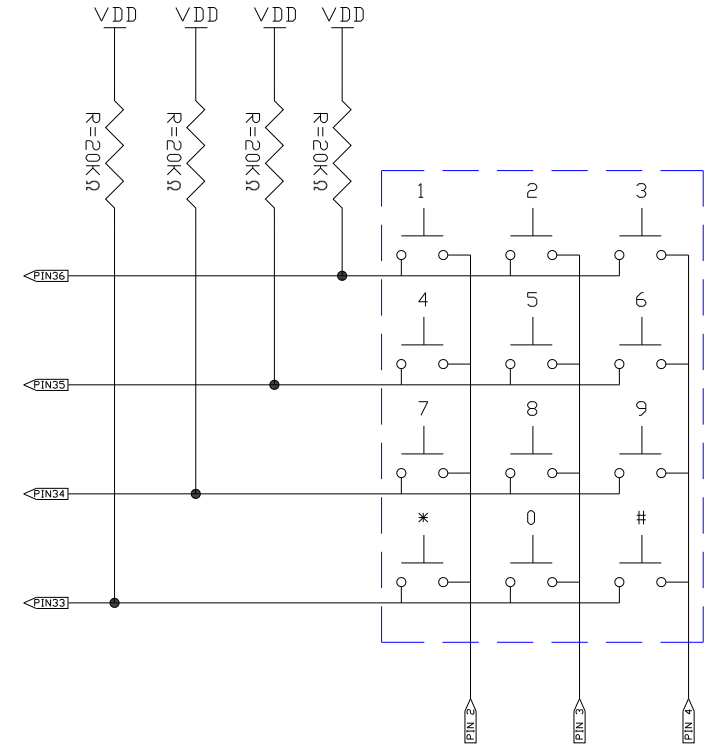 VDD VDD VDD VDD
R=20KΩ R=20KΩ R=20KΩ R=20KΩ
1 2 3
PIN36
4 5 6
PIN35
7 8 9
PIN34
* 0 #
PIN33
PIN 2 PIN 3 PIN 4